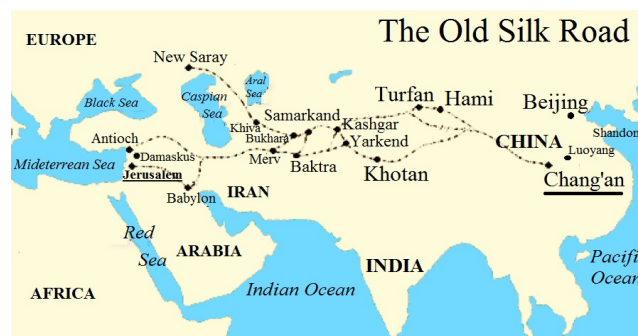 The Old Silk Road
EUROPE
New Saray
Aral
Sea
Caspian
Sea
Black Sea
Turfan
Hami
Beijing
Samarkand
Khiva
Bukhara
Kashgar
Shandon
Antioch
Yarkend
CHINA
Luoyang
Damaskus
Merv
Baktra
Khotan
Mideterrean Sea
Jerusalem
Chang'an
Babylon
IRAN
Red
Sea
ARABIA
INDIA
Pacific
Ocean
Indian Ocean
AFRICA